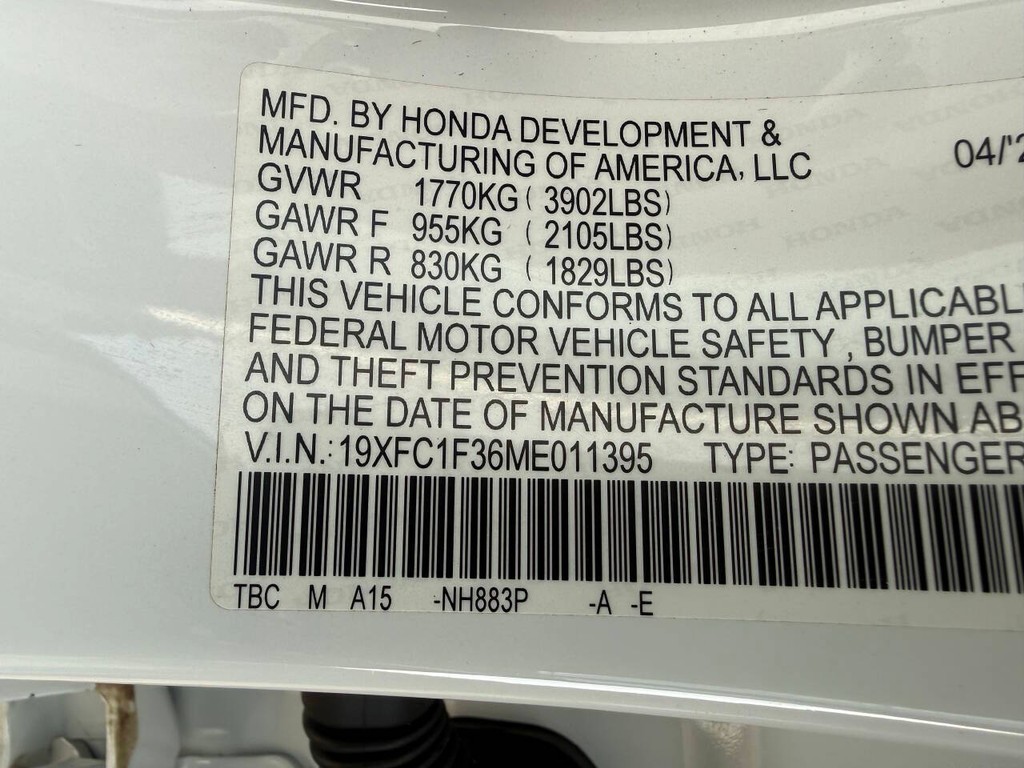 MFD. BY HONDA DEVELOPMENT &
MANUFACTURING OF AMERICA, LLC 04/'2
GVWR 1770KG ( 3902LBS)
GAWR F 955KG ( 2105LBS)
GAWR R 830KG ( 1829LBS)
THIS VEHICLE CONFORMS TO ALL APPLICABL
FEDERAL MOTOR VEHICLE SAFETY , BUMPER
AND THEFT PREVENTION STANDARDS IN EFF
ON THE DATE OF MANUFACTURE SHOWN AB
V.I.N.: 19XFC1F36ME011395 TYPE: PASSENGER
TBC M A15 -NH883P -A -E